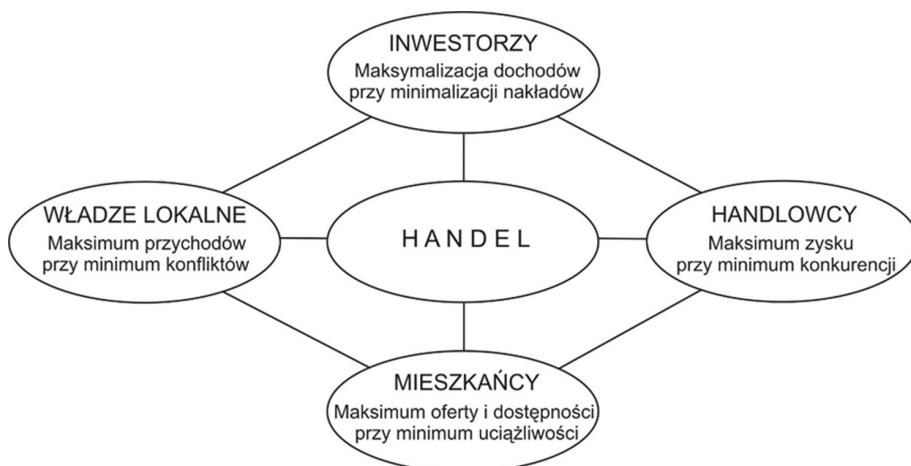 INWESTORZY
Maksymalizacja dochodów
przy minimalizacji nakładów
WŁADZE LOKALNE
Maksimum przychodów
przy minimum konfliktów
H A N D E L
HANDLOWCY
Maksimum zysku
przy minimum konkurencji
MIESZKAŃCY
Maksimum oferty i dostępności
przy minimum uciążliwości